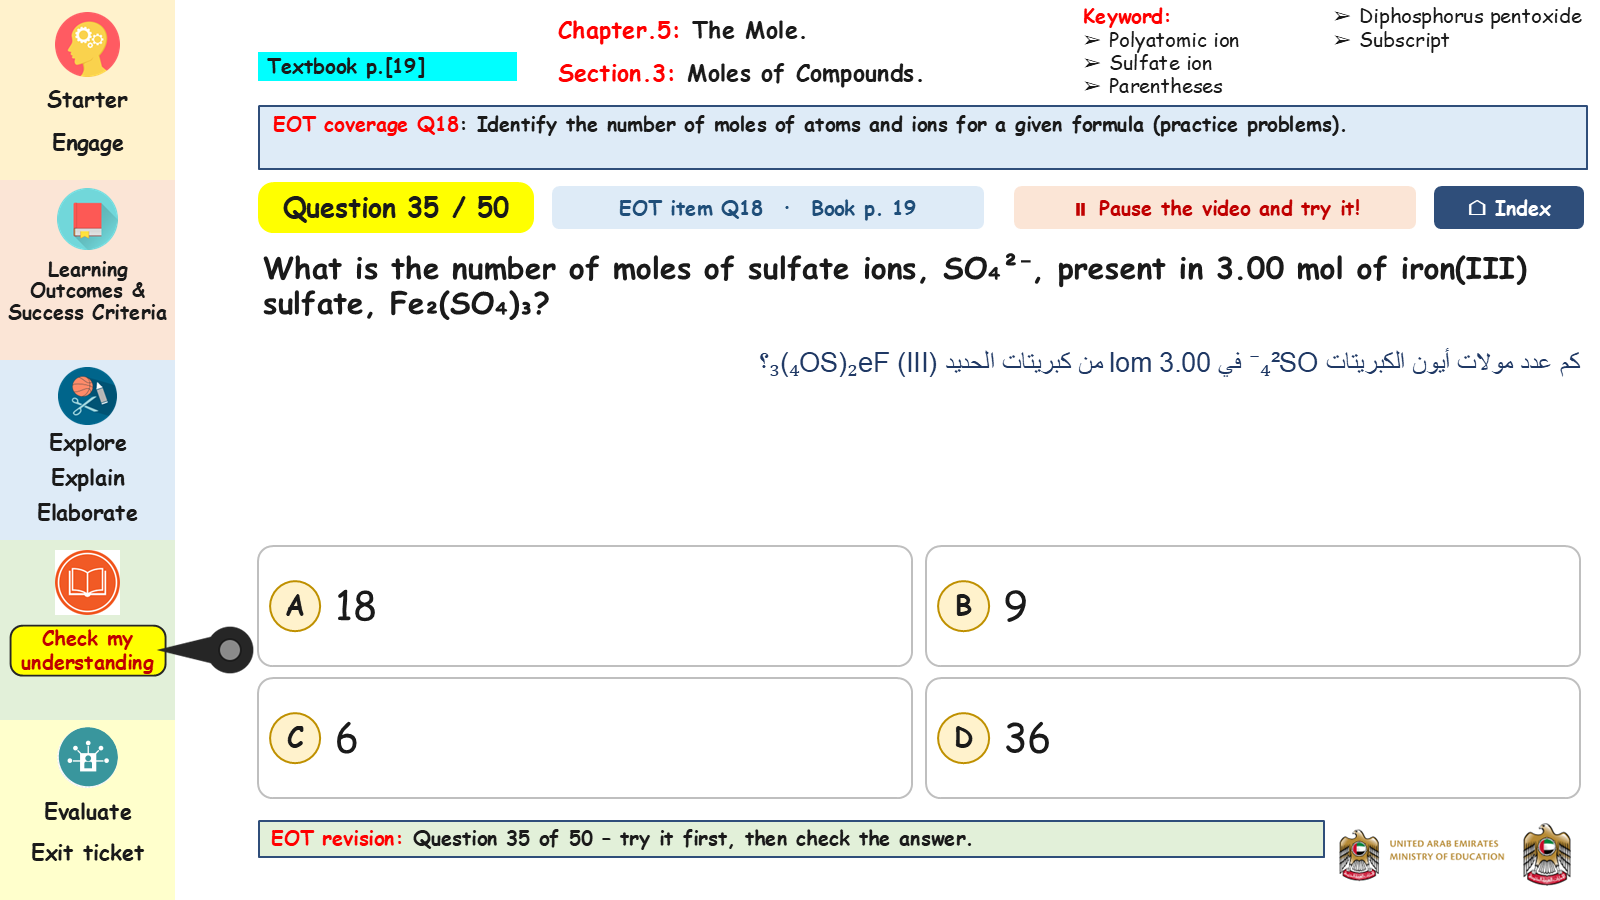 Starter
Engage
Learning
Outcomes &
Success Criteria
Explore
Explain
Elaborate
Check my
understanding
Evaluate
Exit ticket
Textbook p.[19]
Chapter.5: The Mole.
Section.3: Moles of Compounds.
Keyword:
➢ Polyatomic ion
➢ Sulfate ion
➢ Parentheses
➢ Diphosphorus pentoxide
➢ Subscript
EOT coverage Q18: Identify the number of moles of atoms and ions for a given formula (practice problems).
Question 35 / 50
EOT item Q18 · Book p. 19
⏸ Pause the video and try it!
⌂ Index
What is the number of moles of sulfate ions, SO₄²⁻, present in 3.00 mol of iron(III)
sulfate, Fe₂(SO₄)₃?
كم عدد مولات أيون الكبريتات OS²₄⁻ في 3.00 lom من كبريتات الحديد (III) eF₂(OS₄)₃؟
A 18
B 9
C 6
D 36
EOT revision: Question 35 of 50 – try it first, then check the answer.
UNITED ARAB EMIRATES
MINISTRY OF EDUCATION